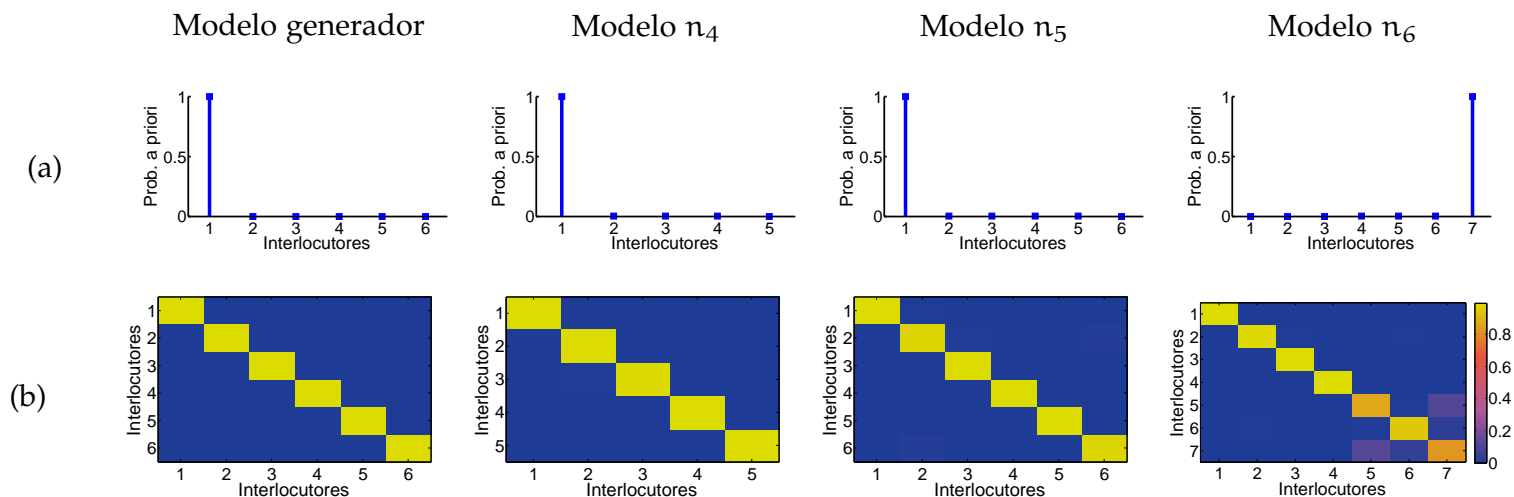 Modelo generador
Modelo n4
Modelo n5
Modelo n6
(a)
Prob. a priori
1
0.5
0
1 2 3 4 5 6
Interlocutores
Prob. a priori
1
0.5
0
1 2 3 4 5
Interlocutores
Prob. a priori
1
0.5
0
1 2 3 4 5 6
Interlocutores
Prob. a priori
1
0.5
0
1 2 3 4 5 6 7
Interlocutores
(b)
Interlocutores
1
2
3
4
5
6
1 2 3 4 5 6
Interlocutores
Interlocutores
1
2
3
4
5
1 2 3 4 5
Interlocutores
Interlocutores
1
2
3
4
5
6
1 2 3 4 5 6
Interlocutores
Interlocutores
1
2
3
4
5
6
7
1 2 3 4 5 6 7
Interlocutores
0.8
0.6
0.4
0.2
0